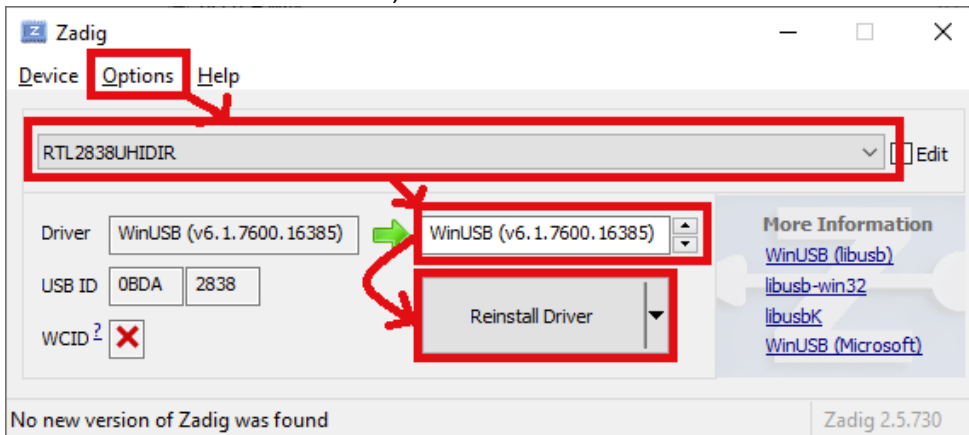 Zadig
Device Options Help
RTL2838UHIDIR Edit
Driver WinUSB (v6.1.7600.16385) WinUSB (v6.1.7600.16385)
USB ID 0BDA 2838
WCID ?
Reinstall Driver
More Information
WinUSB (libusb)
libusb-win32
libusbK
WinUSB (Microsoft)
No new version of Zadig was found
Zadig 2.5.730